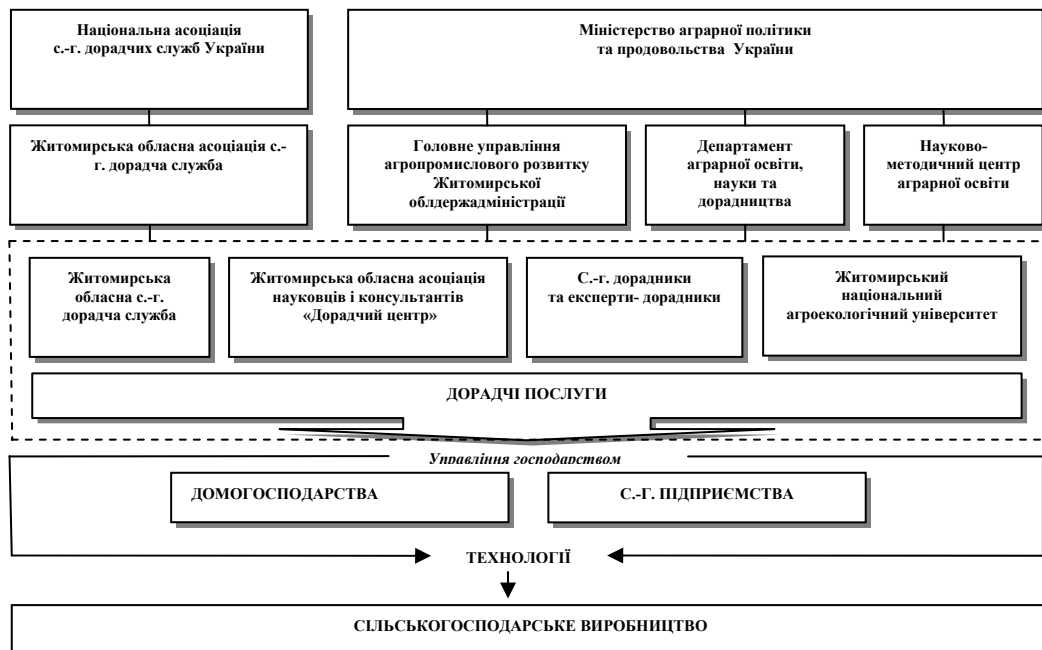 Національна асоціація
с.-г. дорадчих служб України
Міністерство аграрної політики
та продовольства України
Житомирська обласна асоціація с.-
г. дорадча служба
Головне управління
агропромислового розвитку
Житомирської
облдержадміністрації
Департамент
аграрної освіти,
науки та
дорадництва
Науково-
методичний центр
аграрної освіти
Житомирська
обласна с.-г.
дорадча служба
Житомирська обласна асоціація
науковців і консультантів
«Дорадчий центр»
С.-г. дорадники
та експерти- дорадники
Житомирський
національний
агроекологічний університет
ДОРАДЧІ ПОСЛУГИ
Управління господарством
ДОМОГОСПОДАРСТВА
С.-Г. ПІДПРИЄМСТВА
ТЕХНОЛОГІЇ
СІЛЬСЬКОГОСПОДАРСЬКЕ ВИРОБНИЦТВО